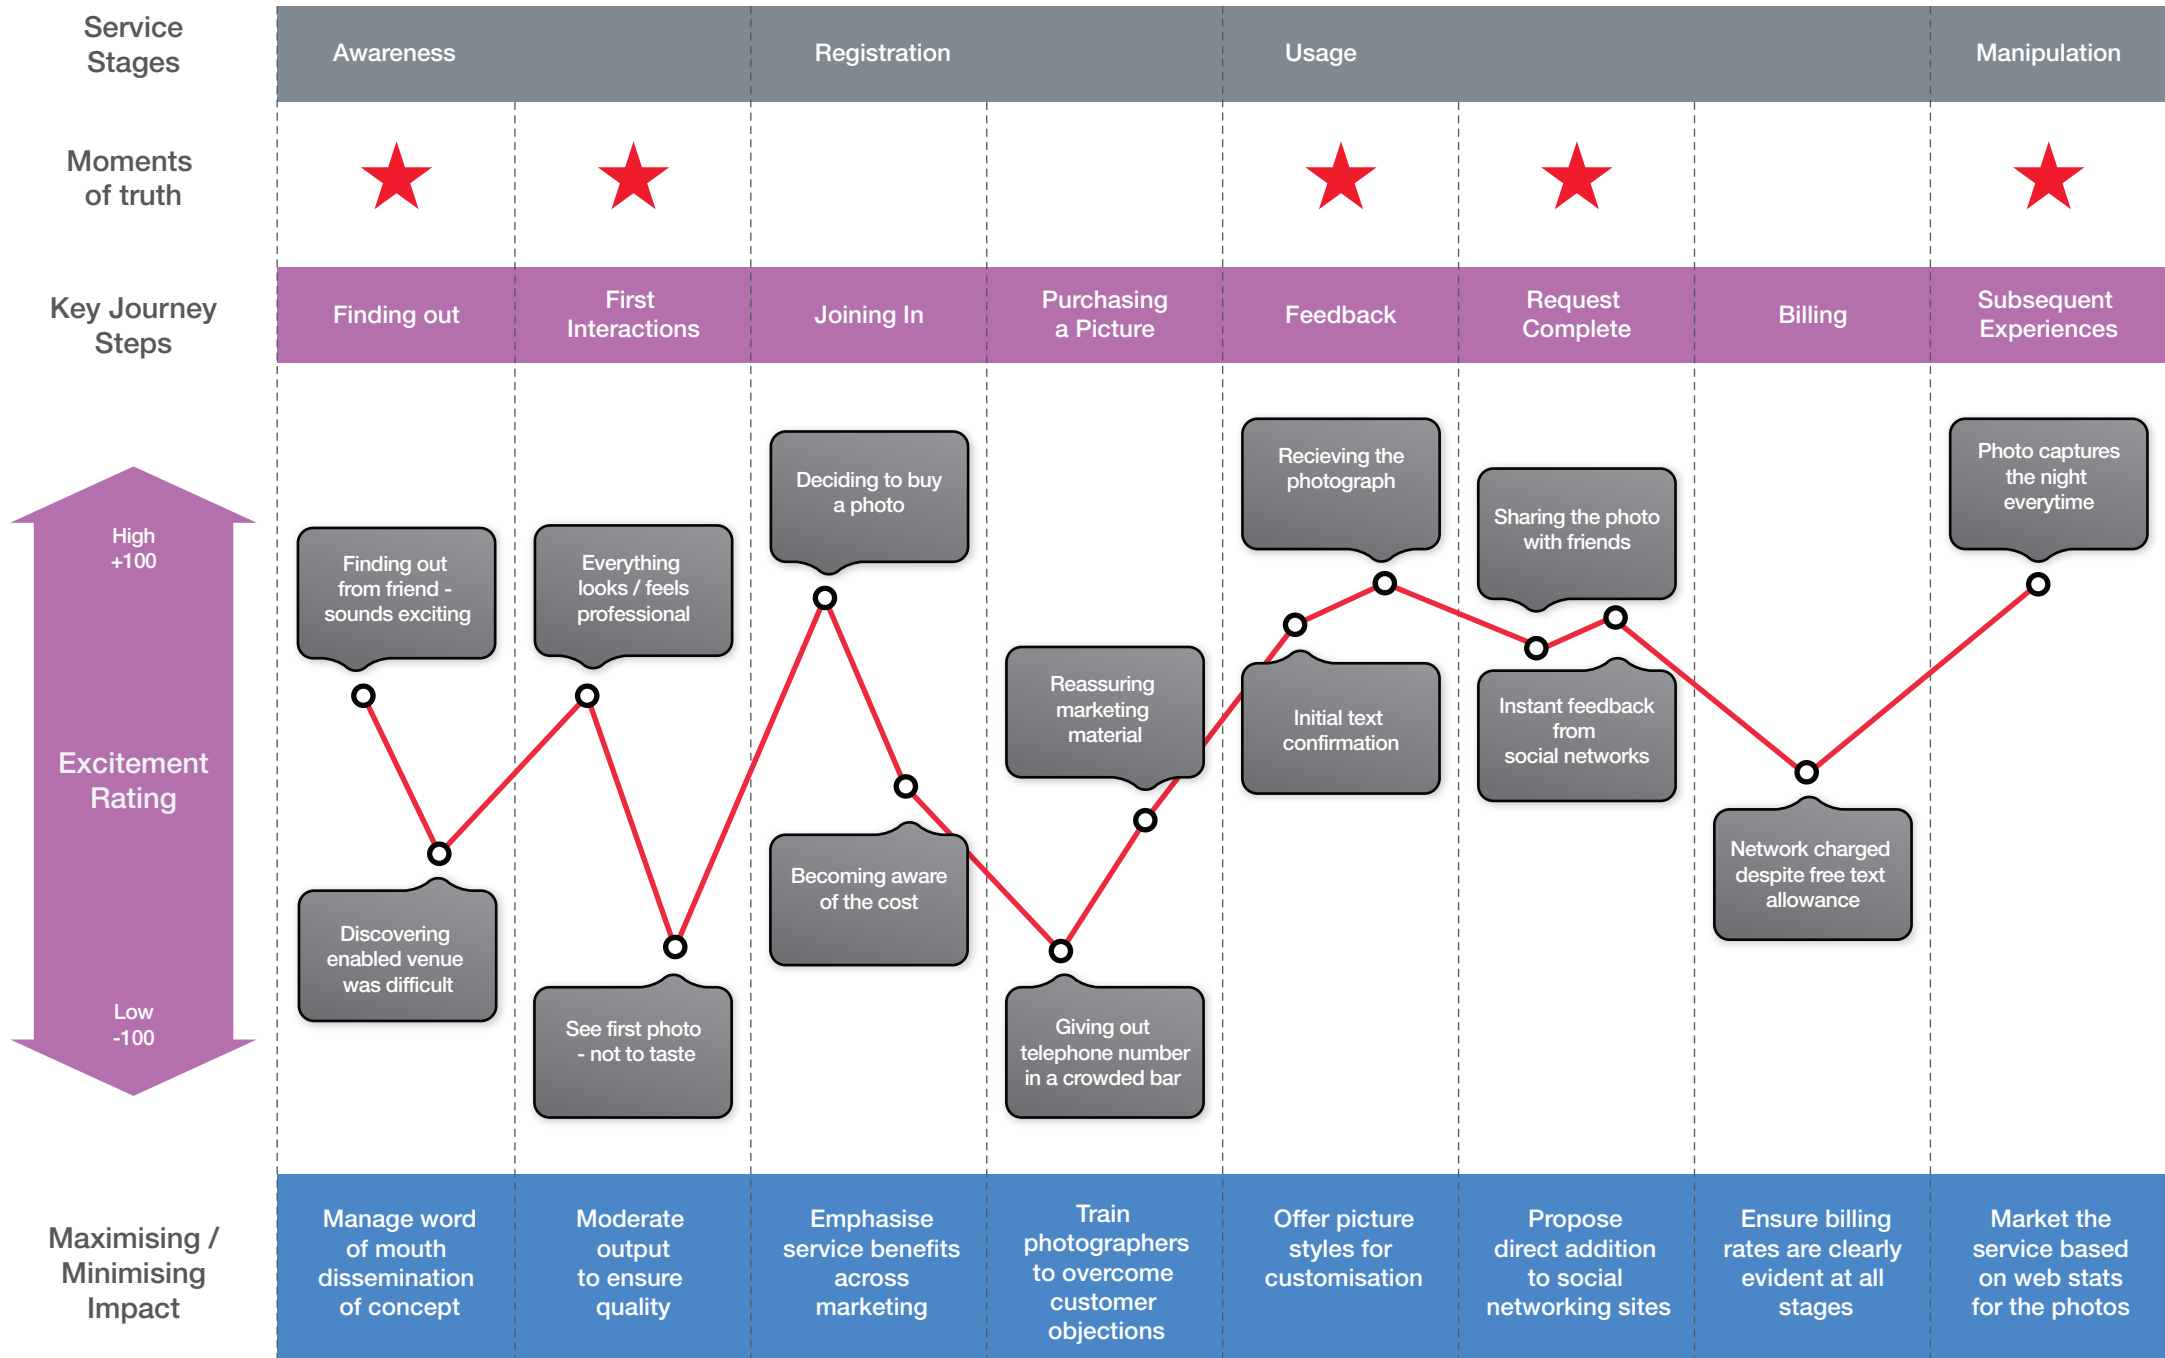 Service
Stages
Awareness
Registration
Usage
Manipulation
Moments
of truth
Key Journey
Steps
Finding out
First
Interactions
Joining In
Purchasing
a Picture
Feedback
Request
Complete
Billing
Subsequent
Experiences
High
+100
Excitement
Rating
Low
-100
Finding out
from friend -
sounds exciting
Discovering
enabled venue
was difficult
Everything
looks / feels
professional
See first photo
- not to taste
Deciding to buy
a photo
Becoming aware
of the cost
Reassuring
marketing
material
Giving out
telephone number
in a crowded bar
Recieving the
photograph
Initial text
confirmation
Sharing the photo
with friends
Instant feedback
from
social networks
Network charged
despite free text
allowance
Photo captures
the night
everytime
Maximising /
Minimising
Impact
Manage word
of mouth
dissemination
of concept
Moderate
output
to ensure
quality
Emphasise
service benefits
across
marketing
Train
photographers
to overcome
customer
objections
Offer picture
styles for
customisation
Propose
direct addition
to social
networking sites
Ensure billing
rates are clearly
evident at all
stages
Market the
service based
on web stats
for the photos